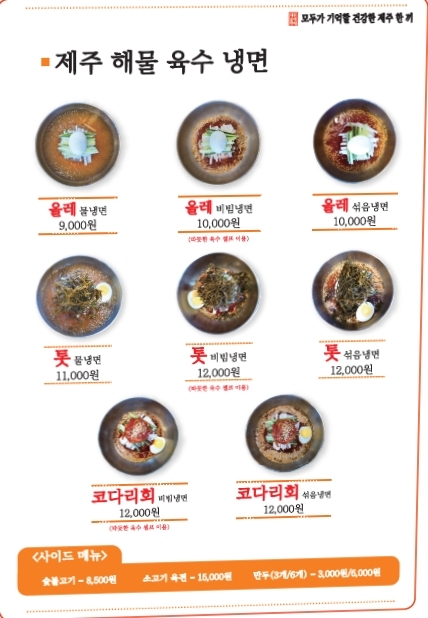 모두가 기억할 건강한 제주 한 끼
제주 해물 육수 냉면
올레 물냉면
9,000원
올레 비빔냉면
10,000원
(따뜻한 육수 셀프 이용)
올레 섞음냉면
10,000원
톳 물냉면
11,000원
톳 비빔냉면
12,000원
(따뜻한 육수 셀프 이용)
톳 섞음냉면
12,000원
코다리회 비빔냉면
12,000원
(따뜻한 육수 셀프 이용)
코다리회 섞음냉면
12,000원
<사이드 메뉴>
숯불고기 - 8,500원 소고기 육전 - 15,000원 만두(3개/6개) - 3,000원/5,000원